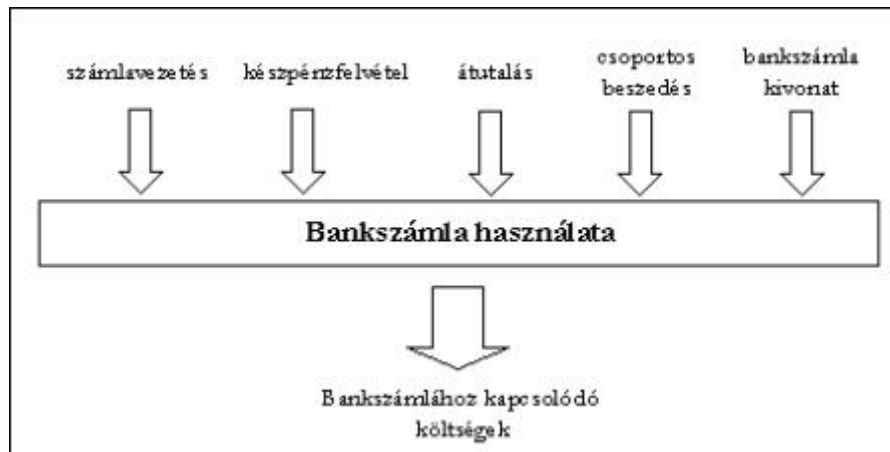 számlavezetés
készpénzfelvétel
átutalás
csoportos
beszedés
bankszámla
kivonat
Bankszámla használata
Bankszámlához kapcsolódó
költségek